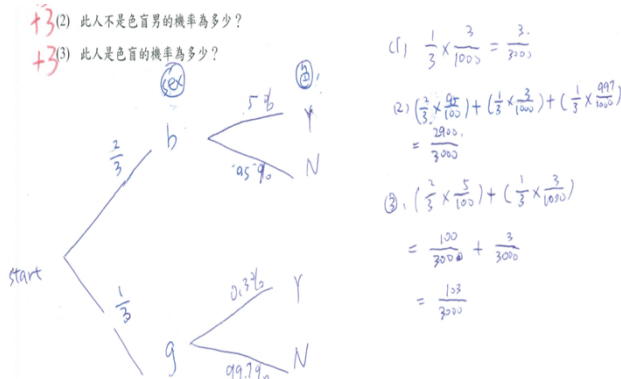 +3 (2) 此人不是色盲男的機率為多少？
+3 (3) 此人是色盲的機率為多少？
sex
盲
start
2/3
b
5%
Y
95%
N
1/3
g
0.3%
Y
99.7%
N
(1) 1/3 × 3/1000 = 3/3000
(2) (2/3 × 95/100) + (1/3 × 3/1000) + (1/3 × 997/1000)
= 2900/3000
③. (2/3 × 5/100) + (1/3 × 3/1000)
= 100/3000 + 3/3000
= 103/3000